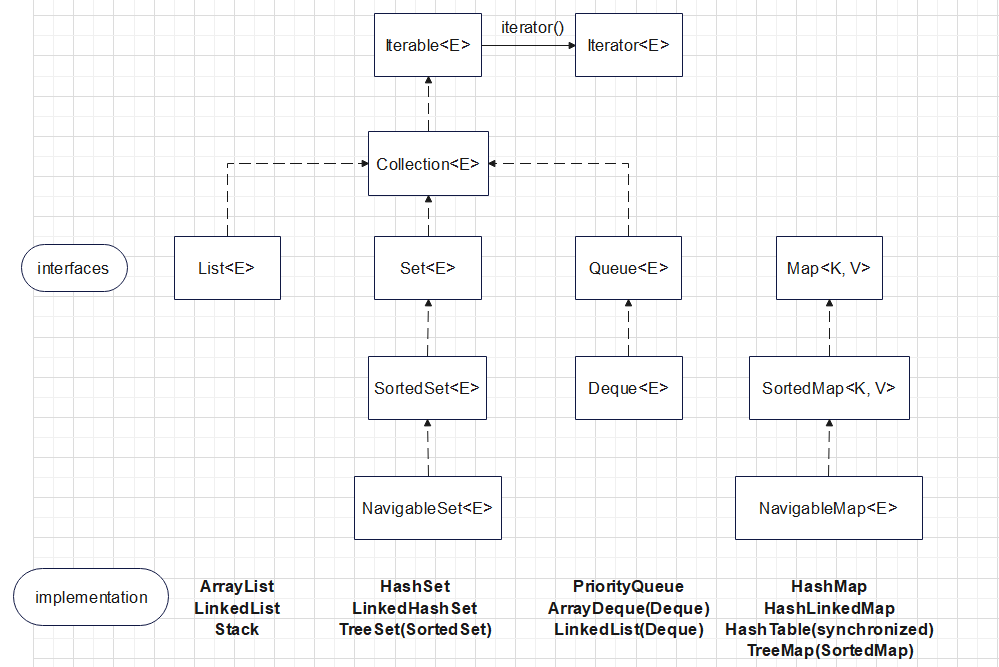 iterator()
Iterable<E>
Iterator<E>
Collection<E>
interfaces
List<E>
Set<E>
Queue<E>
Map<K, V>
SortedSet<E>
Deque<E>
SortedMap<K, V>
NavigableSet<E>
NavigableMap<E>
implementation
ArrayList
LinkedList
Stack
HashSet
LinkedHashSet
TreeSet(SortedSet)
PriorityQueue
ArrayDeque(Deque)
LinkedList(Deque)
HashMap
HashLinkedMap
HashTable(synchronized)
TreeMap(SortedMap)